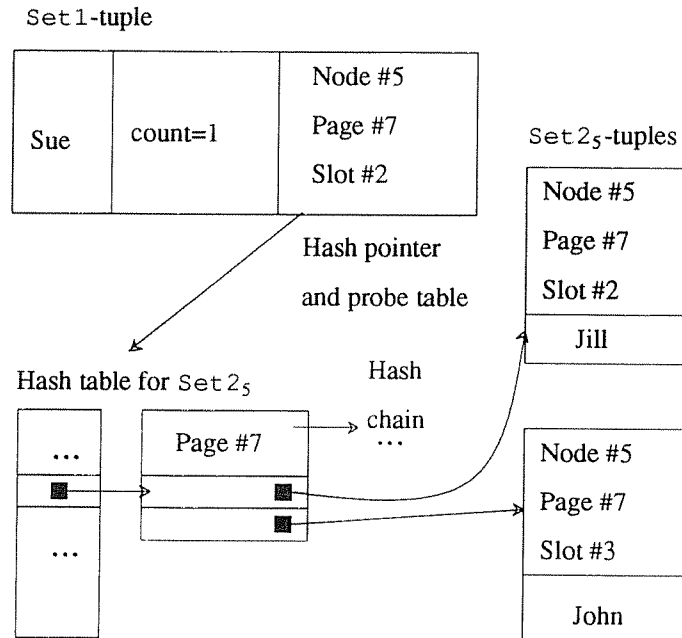 Set1-tuple
Sue
count=1
Node #5
Page #7
Slot #2
Hash pointer
and probe table
Set2₅-tuples
Node #5
Page #7
Slot #2
Jill
Hash table for Set2₅
...
...
Page #7
Hash
chain
...
Node #5
Page #7
Slot #3
John